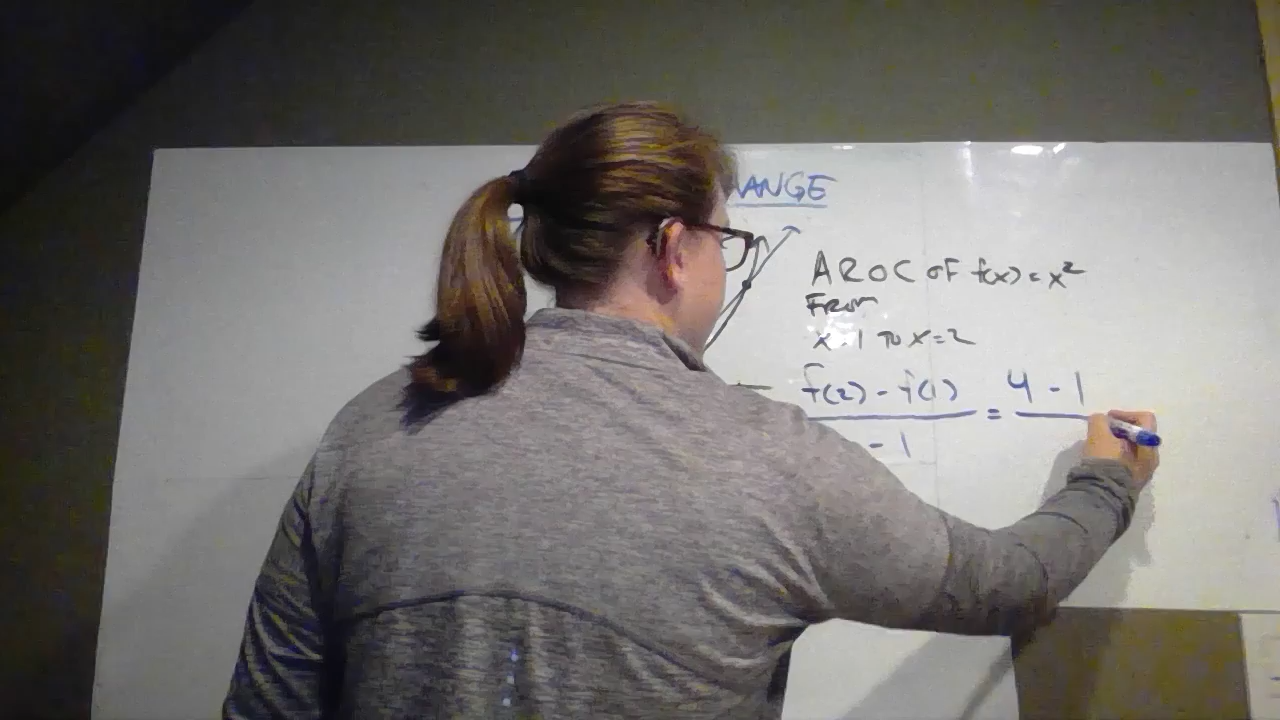 ANGE
AROC OF f(x) = x²
From
x=1 TO x=2
f(2) - f(1) = 4 - 1
- 1